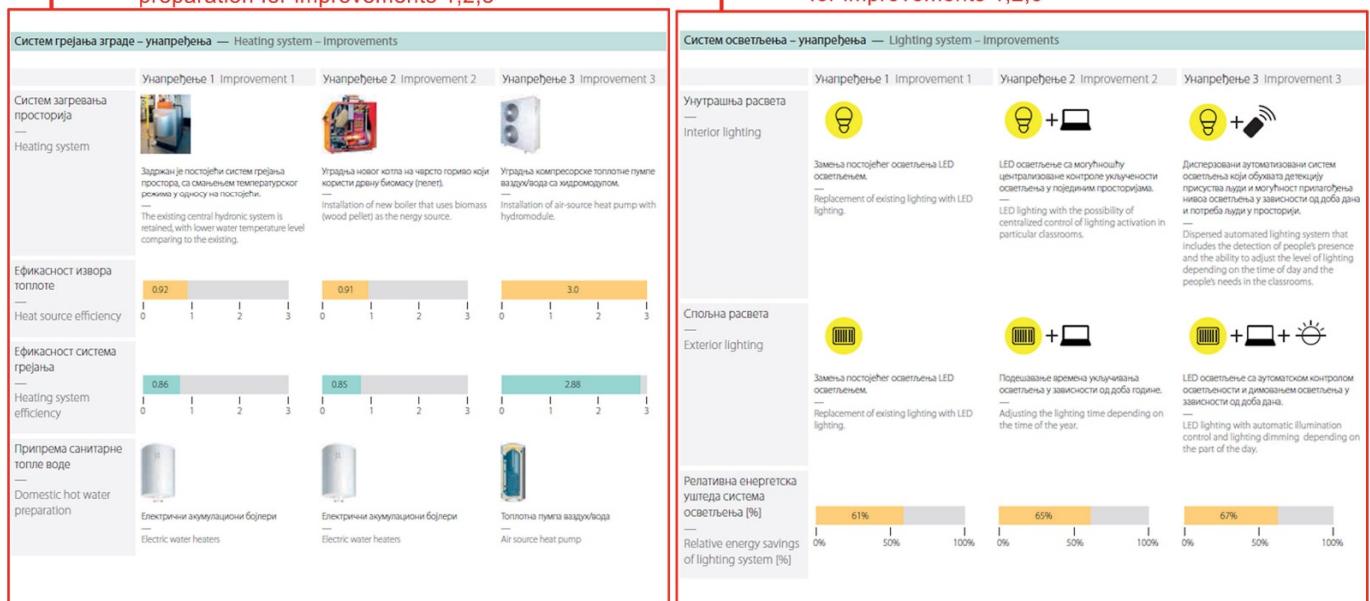 preparation for improvements 1,2,3
for improvements 1,2,3
Систем грејања зграде – унапређења — Heating system – Improvements
Унапређење 1 Improvement 1
Унапређење 2 Improvement 2
Унапређење 3 Improvement 3
Систем загревања
просторија
—
Heating system
Задржан је постојећи систем грејања
простора, са смањењем температурског
режима у односу на постојећи.
—
The existing central hydronic system is
retained, with lower water temperature level
comparing to the existing.
Уградња новог котла на чврсто гориво који
користи дрвну биомасу (пелет).
—
Installation of new boiler that uses biomass
(wood pellet) as the nergy source.
Уградња компресорске топлотне пумпе
ваздух/вода са хидромодулом.
—
Installation of air-source heat pump with
hydromodule.
Ефикасност извора
топлоте
—
Heat source efficiency
0.92
0 1 2 3
0.91
0 1 2 3
3.0
0 1 2 3
Ефикасност система
грејања
—
Heating system
efficiency
0.86
0 1 2 3
0.85
0 1 2 3
2.88
0 1 2 3
Припрема санитарне
топле воде
—
Domestic hot water
preparation
Електрични акумулациони бојлери
—
Electric water heaters
Електрични акумулациони бојлери
—
Electric water heaters
Топлотна пумпа ваздух/вода
—
Air source heat pump
Систем осветљења – унапређења — Lighting system – Improvements
Унапређење 1 Improvement 1
Унапређење 2 Improvement 2
Унапређење 3 Improvement 3
Унутрашња расвета
—
Interior lighting
Замена постојећег осветљења LED
осветљењем.
—
Replacement of existing lighting with LED
lighting.
+
LED осветљење са могућношћу
централизоване контроле укључености
осветљења у појединим просторијама.
—
LED lighting with the possibility of
centralized control of lighting activation in
particular classrooms.
+
Дисперзовани аутоматизовани систем
осветљења који обухвата детекцију
присуства људи и могућност прилагођења
нивоа осветљења у зависности од доба дана
и потреба људи у просторији.
—
Dispersed automated lighting system that
includes the detection of people's presence
and the ability to adjust the level of lighting
depending on the time of day and the
people's needs in the classrooms.
Спољна расвета
—
Exterior lighting
Замена постојећег осветљења LED
осветљењем.
—
Replacement of existing lighting with LED
lighting.
+
Подешавање времена укључивања
осветљења у зависности од доба године.
—
Adjusting the lighting time depending on
the time of the year.
+ +
LED осветљење са аутоматском контролом
осветљености и димовањем осветљења у
зависности од доба дана.
—
LED lighting with automatic illumination
control and lighting dimming depending on
the part of the day.
Релативна енергетска
уштеда система
осветљења [%]
—
Relative energy savings
of lighting system [%]
61%
0% 50% 100%
65%
0% 50% 100%
67%
0% 50% 100%